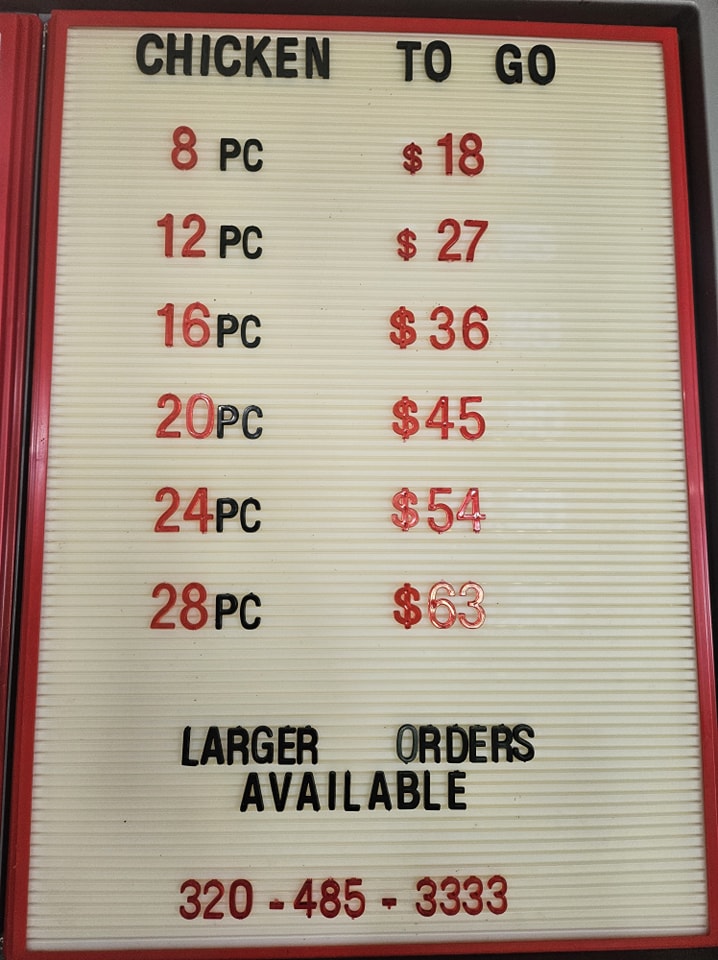 CHICKEN TO GO
8 PC $ 18
12 PC $ 27
16 PC $ 36
20 PC $45
24 PC $54
28 PC $63
LARGER ORDERS
AVAILABLE
320 - 485 - 3333